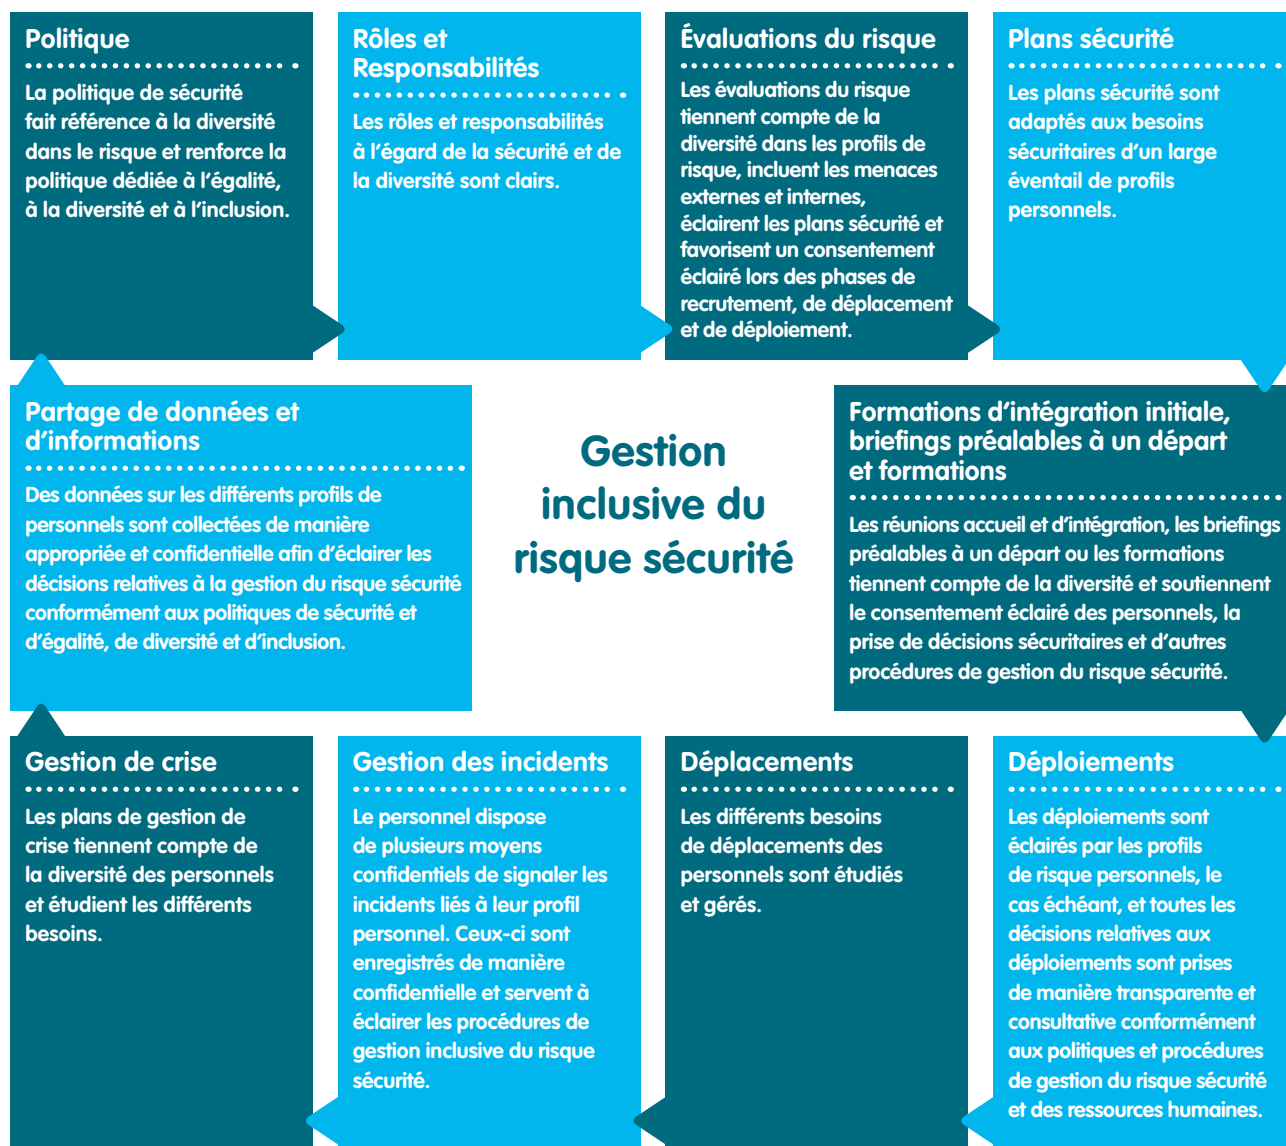 Politique
La politique de sécurité
fait référence à la diversité
dans le risque et renforce la
politique dédiée à l’égalité,
à la diversité et à l’inclusion.
Rôles et
Responsabilités
Les rôles et responsabilités
à l’égard de la sécurité et de
la diversité sont clairs.
Évaluations du risque
Les évaluations du risque
tiennent compte de la
diversité dans les profils de
risque, incluent les menaces
externes et internes,
éclairent les plans sécurité et
favorisent un consentement
éclairé lors des phases de
recrutement, de déplacement
et de déploiement.
Plans sécurité
Les plans sécurité sont
adaptés aux besoins
sécuritaires d’un large
éventail de profils
personnels.
Partage de données et
d’informations
Des données sur les différents profils de
personnels sont collectées de manière
appropriée et confidentielle afin d’éclairer les
décisions relatives à la gestion du risque sécurité
conformément aux politiques de sécurité et
d’égalité, de diversité et d’inclusion.
Gestion
inclusive du
risque sécurité
Formations d’intégration initiale,
briefings préalables à un départ
et formations
Les réunions accueil et d’intégration, les briefings
préalables à un départ ou les formations
tiennent compte de la diversité et soutiennent
le consentement éclairé des personnels, la
prise de décisions sécuritaires et d’autres
procédures de gestion du risque sécurité.
Gestion de crise
Les plans de gestion de
crise tiennent compte de
la diversité des personnels
et étudient les différents
besoins.
Gestion des incidents
Le personnel dispose
de plusieurs moyens
confidentiels de signaler les
incidents liés à leur profil
personnel. Ceux-ci sont
enregistrés de manière
confidentielle et servent à
éclairer les procédures de
gestion inclusive du risque
sécurité.
Déplacements
Les différents besoins
de déplacements des
personnels sont étudiés
et gérés.
Déploiements
Les déploiements sont
éclairés par les profils
de risque personnels, le
cas échéant, et toutes les
décisions relatives aux
déploiements sont prises
de manière transparente et
consultative conformément
aux politiques et procédures
de gestion du risque sécurité
et des ressources humaines.